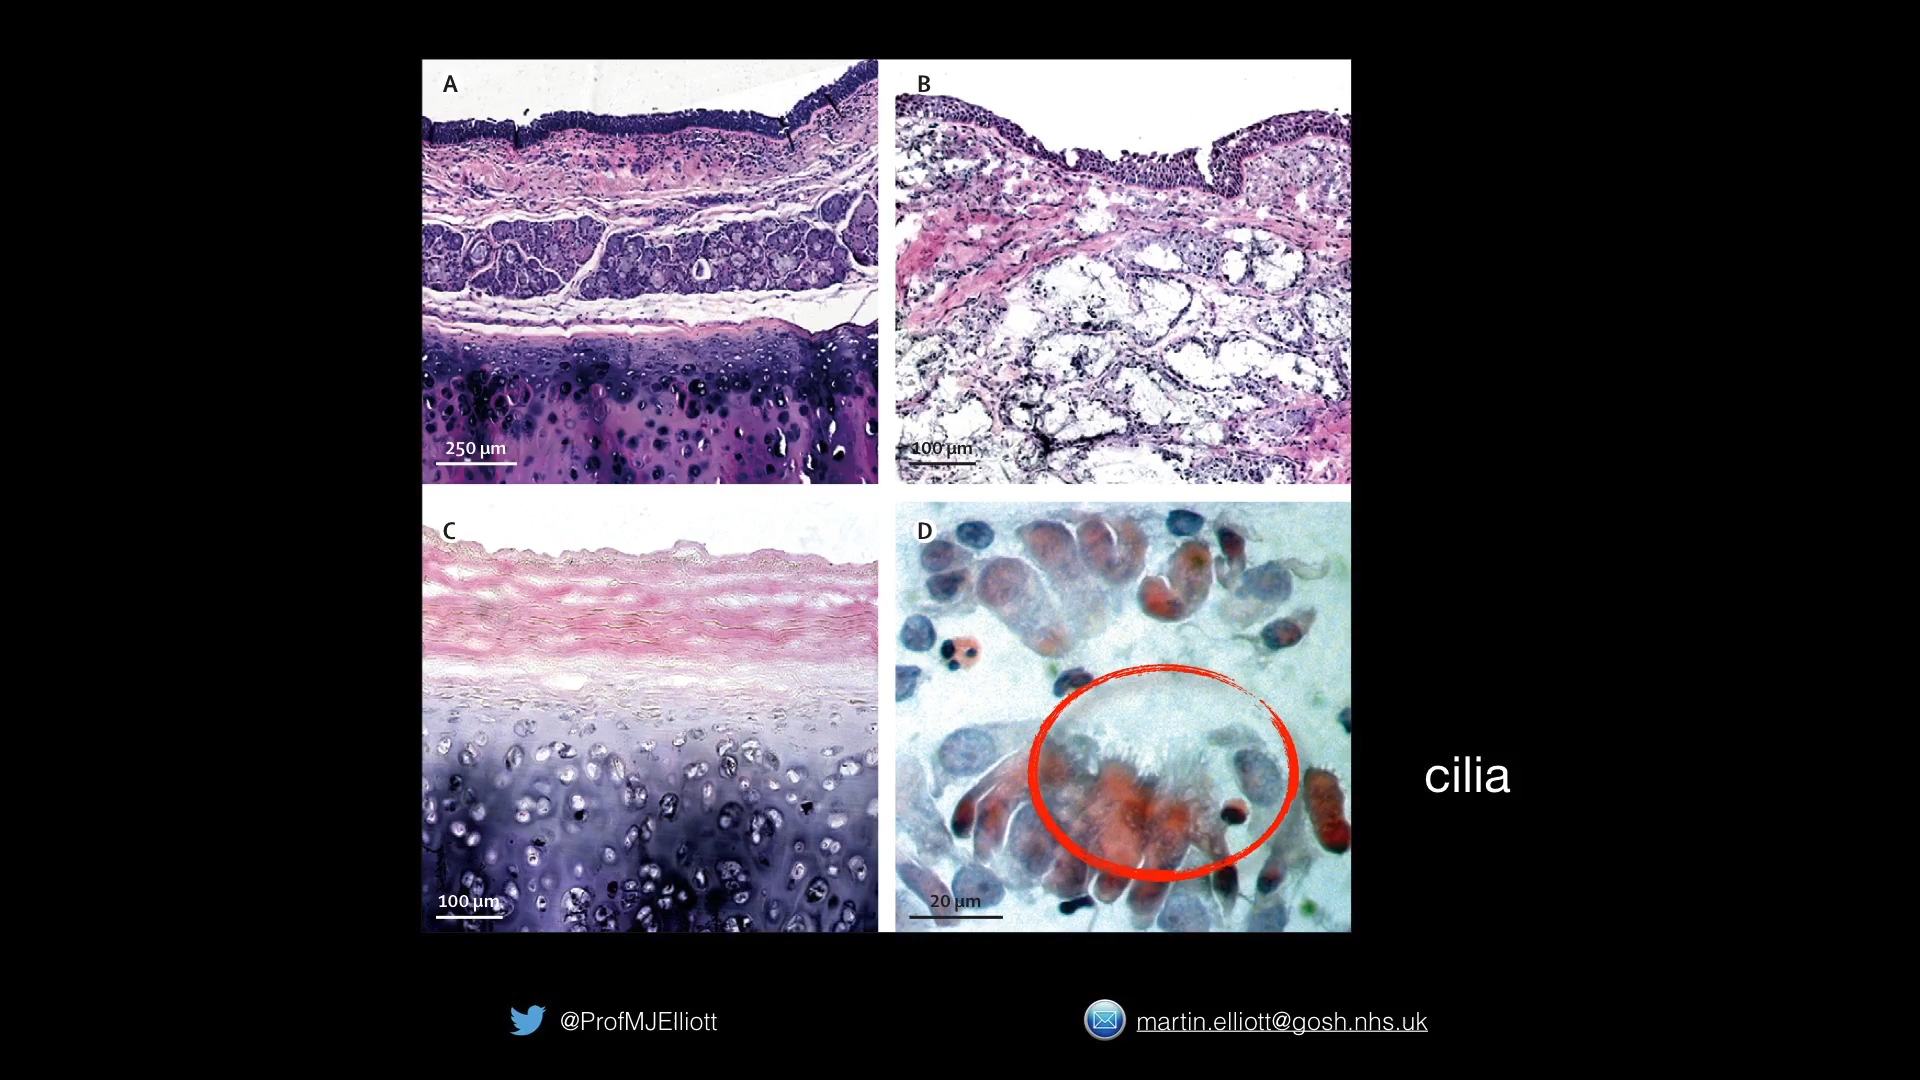 A
B
250 µm
100 µm
C
D
cilia
100 µm
20 µm
@ProfMJElliott
martin.elliott@gosh.nhs.uk